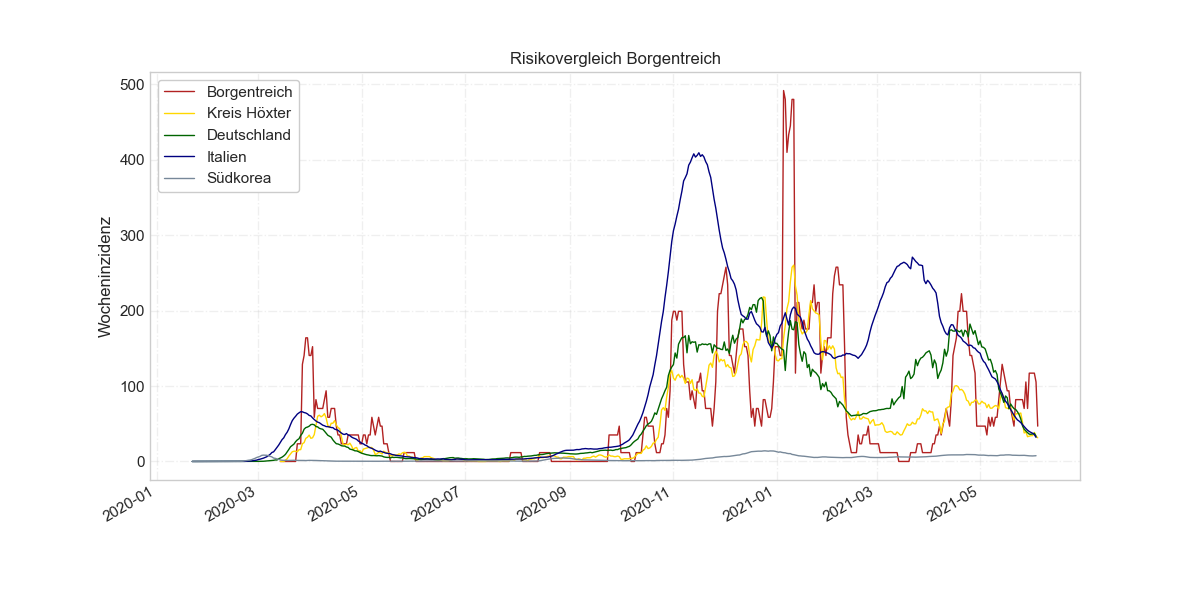 Risikovergleich Borgentreich
Wocheninzidenz
500
400
300
200
100
0
Borgentreich
Kreis Höxter
Deutschland
Italien
Südkorea
2020-01
2020-03
2020-05
2020-07
2020-09
2020-11
2021-01
2021-03
2021-05